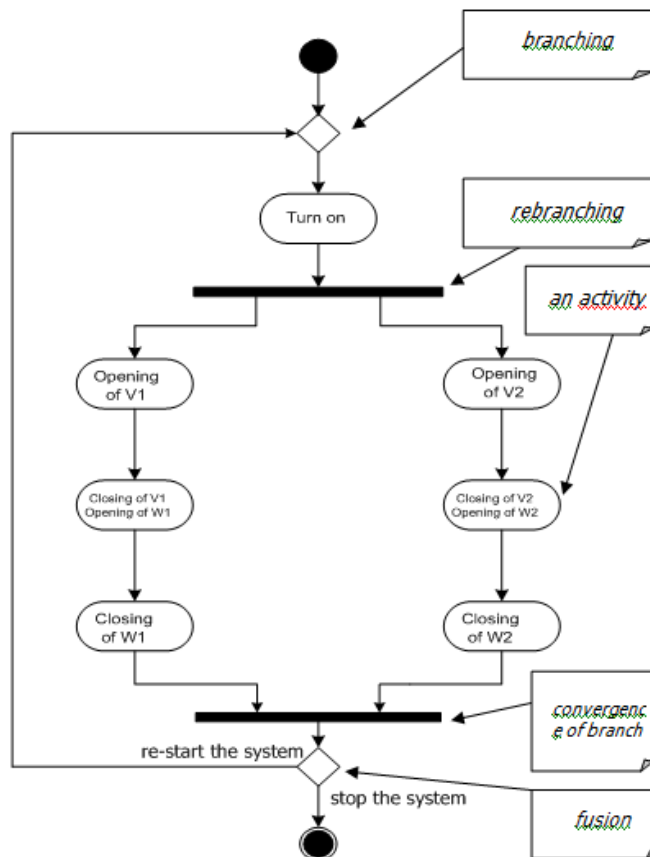 branching
Turn on
rebranching
an activity
Opening
of V1
Opening
of V2
Closing of V1
Opening of W1
Closing of V2
Opening of W2
Closing
of W1
Closing
of W2
convergenc
e of branch
re-start the system
stop the system
fusion